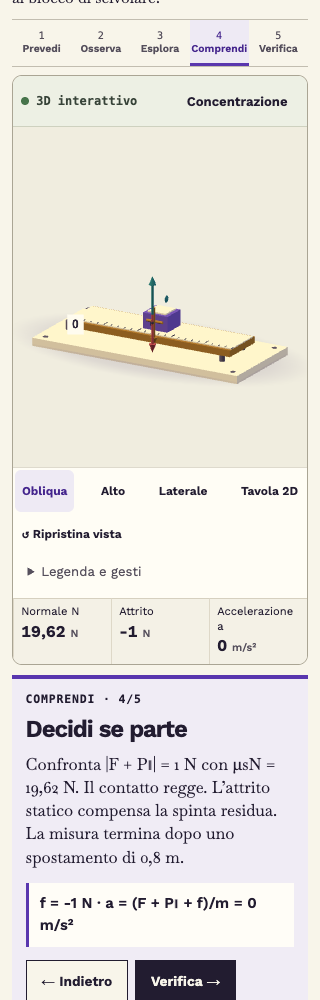 al blocco di scivolare.
1 2 3 4 5
Prevedi Osserva Esplora Comprendi Verifica
3D interattivo Concentrazione
0
Obliqua Alto Laterale Tavola 2D
↺ Ripristina vista
▶ Legenda e gesti
Normale N Attrito Accelerazione
a
19,62 N -1 N 0 m/s²
COMPRENDI · 4/5
Decidi se parte
Confronta |F + P∥| = 1 N con μsN =
19,62 N. Il contatto regge. L’attrito
statico compensa la spinta residua.
La misura termina dopo uno
spostamento di 0,8 m.
f = -1 N · a = (F + P∥ + f)/m = 0
m/s²
← Indietro Verifica →